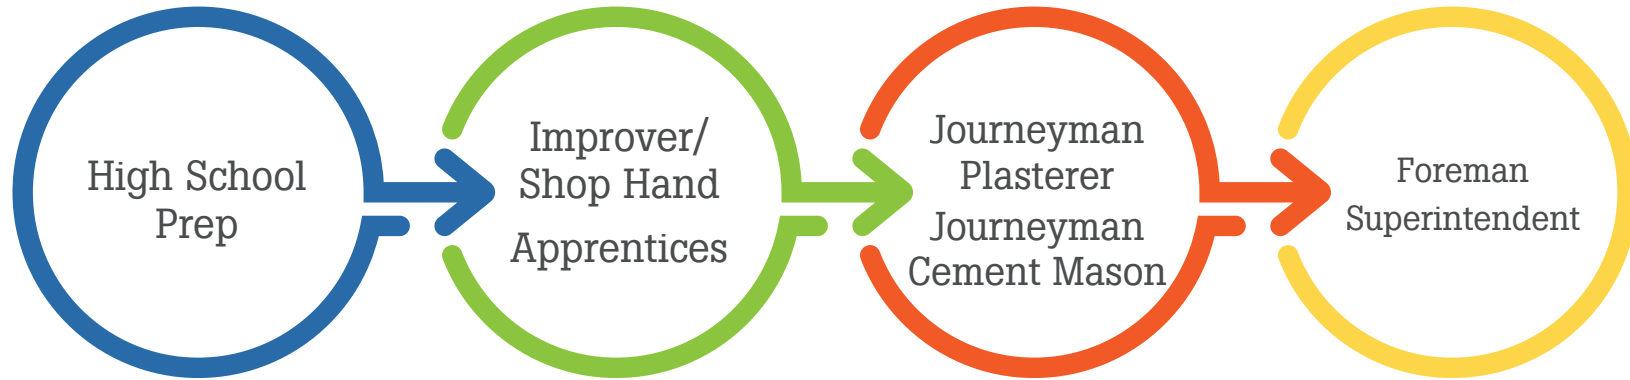 High School
Prep
Improver/
Shop Hand
Apprentices
Journeyman
Plasterer
Journeyman
Cement Mason
Foreman
Superintendent